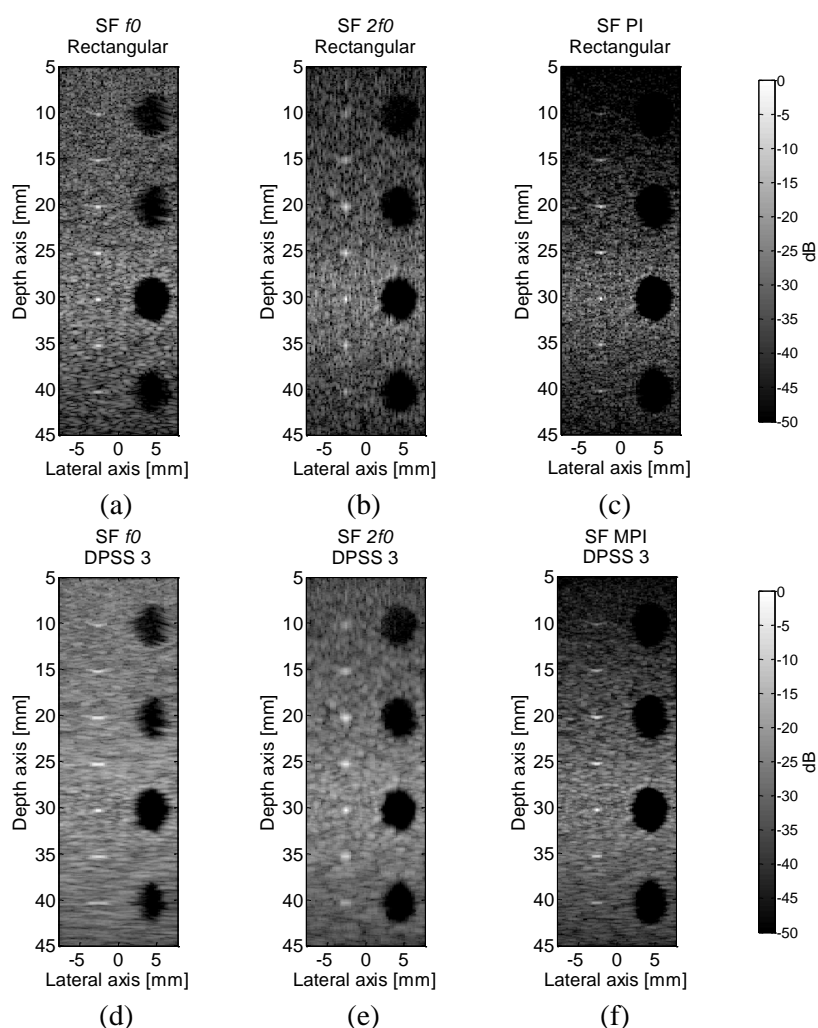 SF f0
Rectangular
SF 2f0
Rectangular
SF PI
Rectangular
5
10
15
20
25
30
35
40
45
Depth axis [mm]
-5 0 5
Lateral axis [mm]
(a)
5
10
15
20
25
30
35
40
45
Depth axis [mm]
-5 0 5
Lateral axis [mm]
(b)
5
10
15
20
25
30
35
40
45
Depth axis [mm]
-5 0 5
Lateral axis [mm]
(c)
0
-5
-10
-15
-20
-25
-30
-35
-40
-45
-50
dB
SF f0
DPSS 3
SF 2f0
DPSS 3
SF MPI
DPSS 3
5
10
15
20
25
30
35
40
45
Depth axis [mm]
-5 0 5
Lateral axis [mm]
(d)
5
10
15
20
25
30
35
40
45
Depth axis [mm]
-5 0 5
Lateral axis [mm]
(e)
5
10
15
20
25
30
35
40
45
Depth axis [mm]
-5 0 5
Lateral axis [mm]
(f)
0
-5
-10
-15
-20
-25
-30
-35
-40
-45
-50
dB